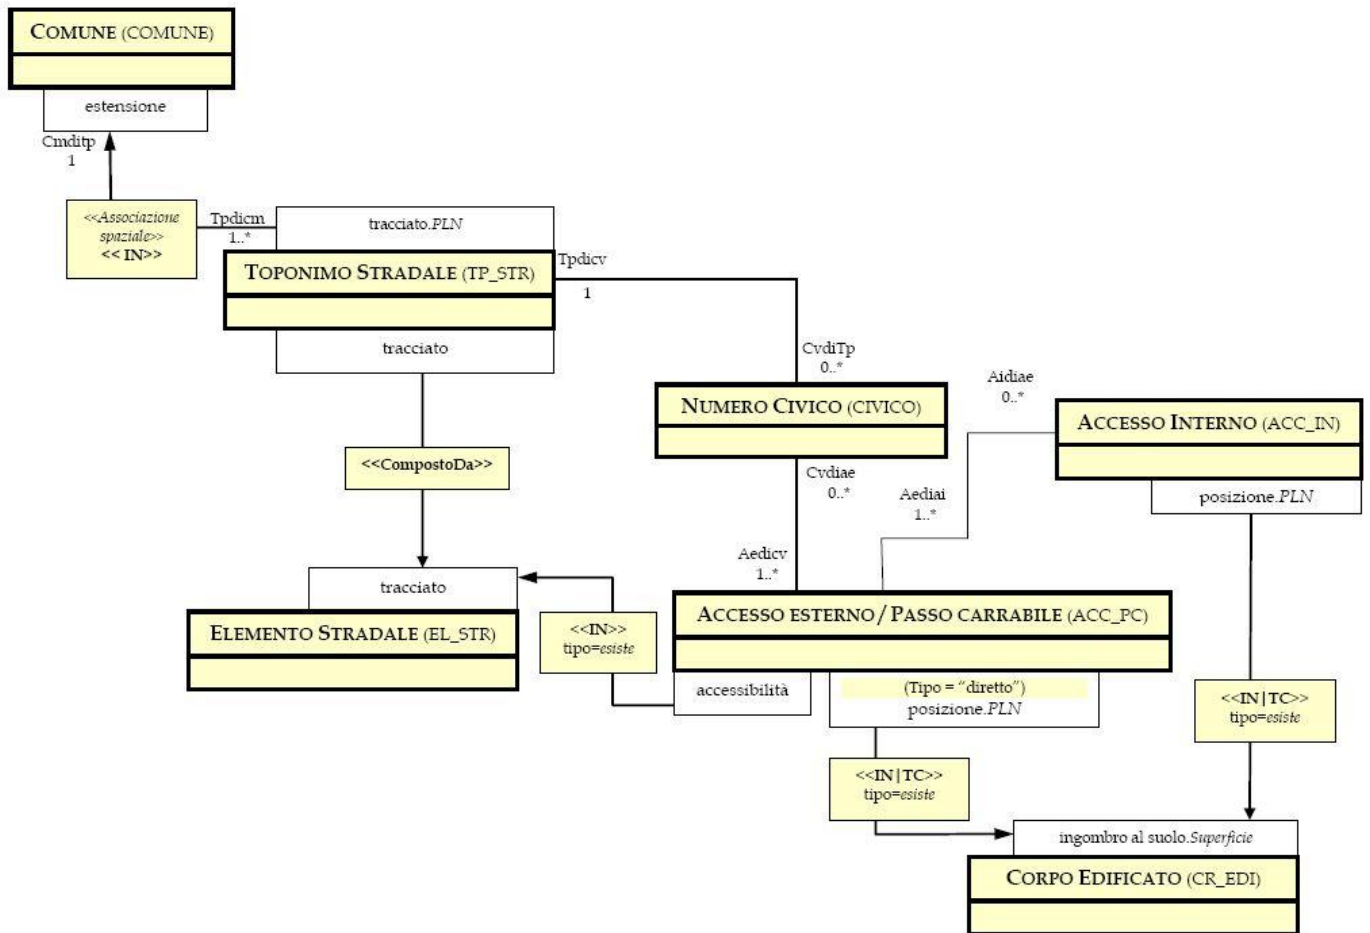 COMUNE (COMUNE)
estensione
Cmditp
1
<<Associazione
spaziale>>
<< IN>>
Tpdicm
1..*
tracciato.PLN
TOPONIMO STRADALE (TP_STR)
tracciato
Tpdicv
1
CvdiTp
0..*
NUMERO CIVICO (CIVICO)
Aidiae
0..*
ACCESSO INTERNO (ACC_IN)
posizione.PLN
<<CompostoDa>>
Cvdiae
0..*
Aediai
1..*
Aedicv
1..*
tracciato
ELEMENTO STRADALE (EL_STR)
<<IN>>
tipo=esiste
ACCESSO ESTERNO/PASSO CARRABILE (ACC_PC)
accessibilità
(Tipo = “diretto”)
posizione.PLN
<<IN|TC>>
tipo=esiste
<<IN|TC>>
tipo=esiste
ingombro al suolo.Superficie
CORPO EDIFICATO (CR_EDI)